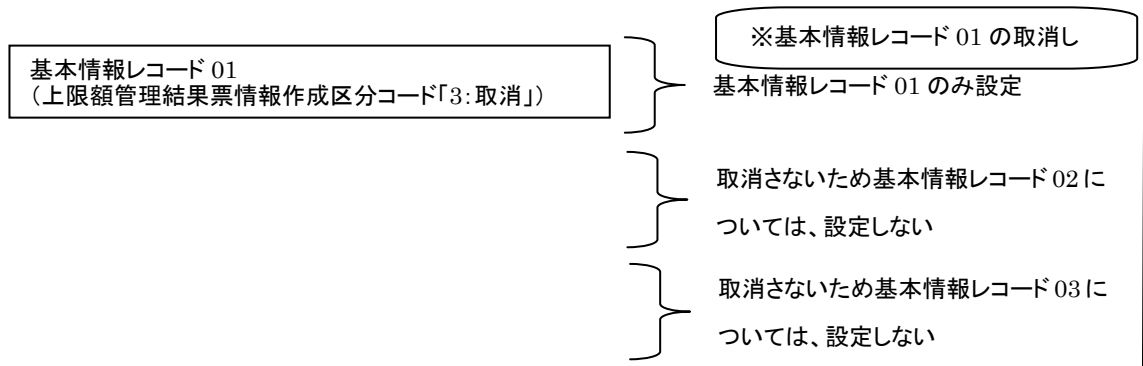 ※基本情報レコード 01 の取消し
基本情報レコード 01
（上限額管理結果票情報作成区分コード「3：取消」）
基本情報レコード 01 のみ設定
取消さないため基本情報レコード 02 に
ついては、設定しない
取消さないため基本情報レコード 03 に
ついては、設定しない